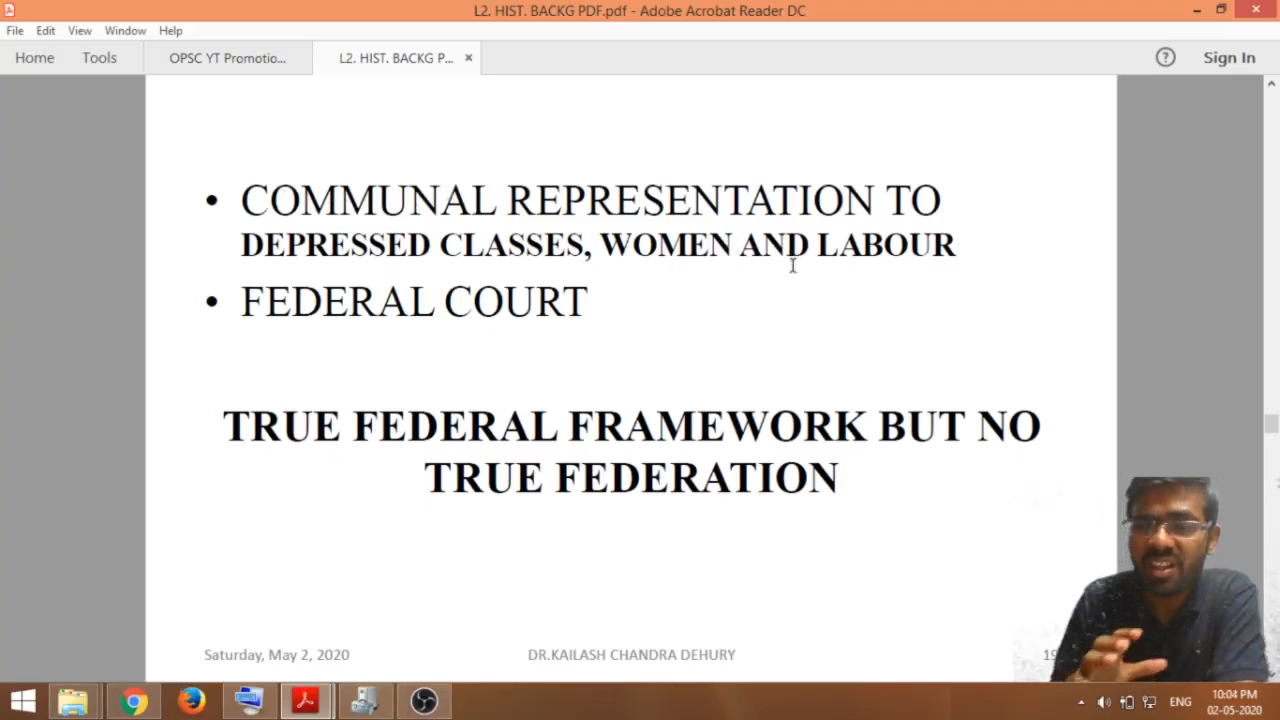 L2. HIST. BACKG PDF.pdf - Adobe Acrobat Reader DC
File Edit View Window Help
Home Tools OPSC YT Promotio... L2. HIST. BACKG P... × Sign In
• COMMUNAL REPRESENTATION TO
DEPRESSED CLASSES, WOMEN AND LABOUR
• FEDERAL COURT
TRUE FEDERAL FRAMEWORK BUT NO
TRUE FEDERATION
Saturday, May 2, 2020 DR.KAILASH CHANDRA DEHURY 19
ENG 10:04 PM
02-05-2020